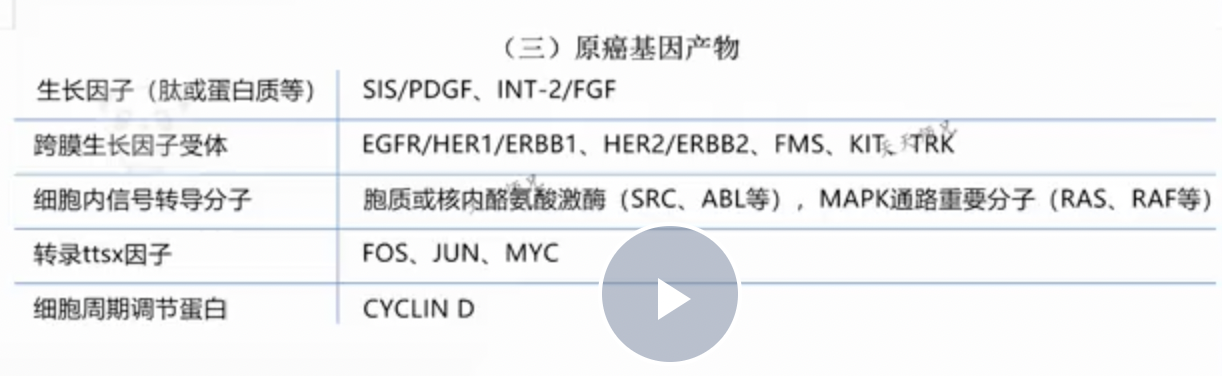 （三）原癌基因产物
生长因子（肽或蛋白质等） SIS/PDGF、INT-2/FGF
跨膜生长因子受体 EGFR/HER1/ERBB1、HER2/ERBB2、FMS、KIT、TRK
细胞内信号转导分子 胞质或核内酪氨酸激酶（SRC、ABL等），MAPK通路重要分子（RAS、RAF等）
转录ttsx因子 FOS、JUN、MYC
细胞周期调节蛋白 CYCLIN D